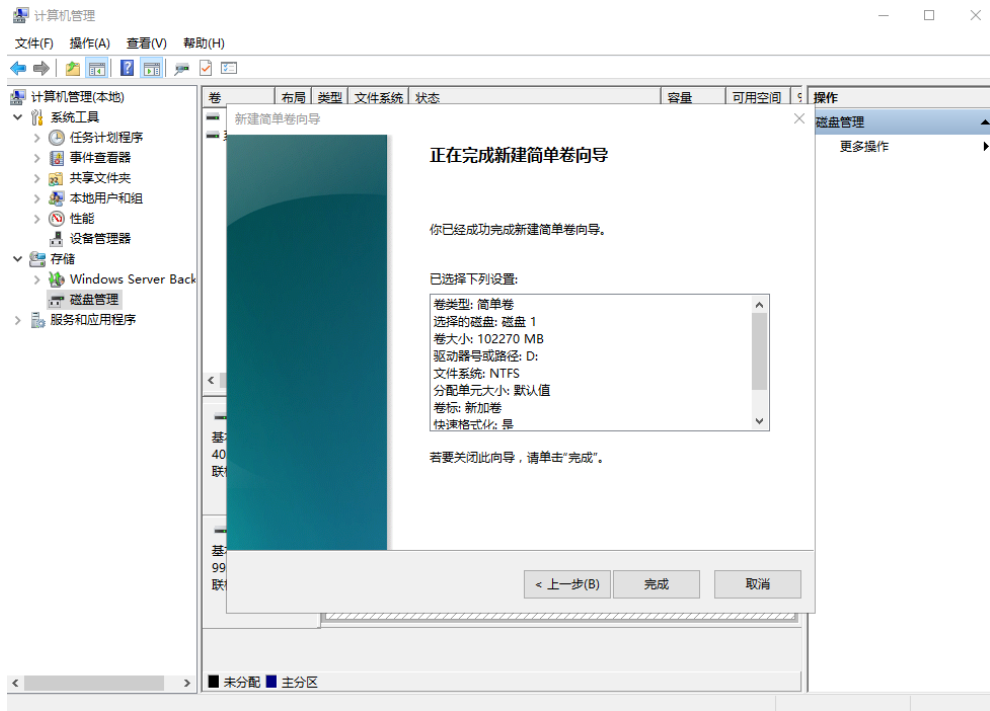 计算机管理
文件(F) 操作(A) 查看(V) 帮助(H)
计算机管理(本地)
系统工具
任务计划程序
事件查看器
共享文件夹
本地用户和组
性能
设备管理器
存储
Windows Server Back
磁盘管理
服务和应用程序
卷 布局 类型 文件系统 状态 容量 可用空间
操作
磁盘管理
更多操作
新建简单卷向导
正在完成新建简单卷向导
你已经成功完成新建简单卷向导。
已选择下列设置:
卷类型: 简单卷
选择的磁盘: 磁盘 1
卷大小: 102270 MB
驱动器号或路径: D:
文件系统: NTFS
分配单元大小: 默认值
卷标: 新加卷
快速格式化: 是
若要关闭此向导，请单击“完成”。
< 上一步(B) 完成 取消
基
40
联
基
99
联
未分配 主分区